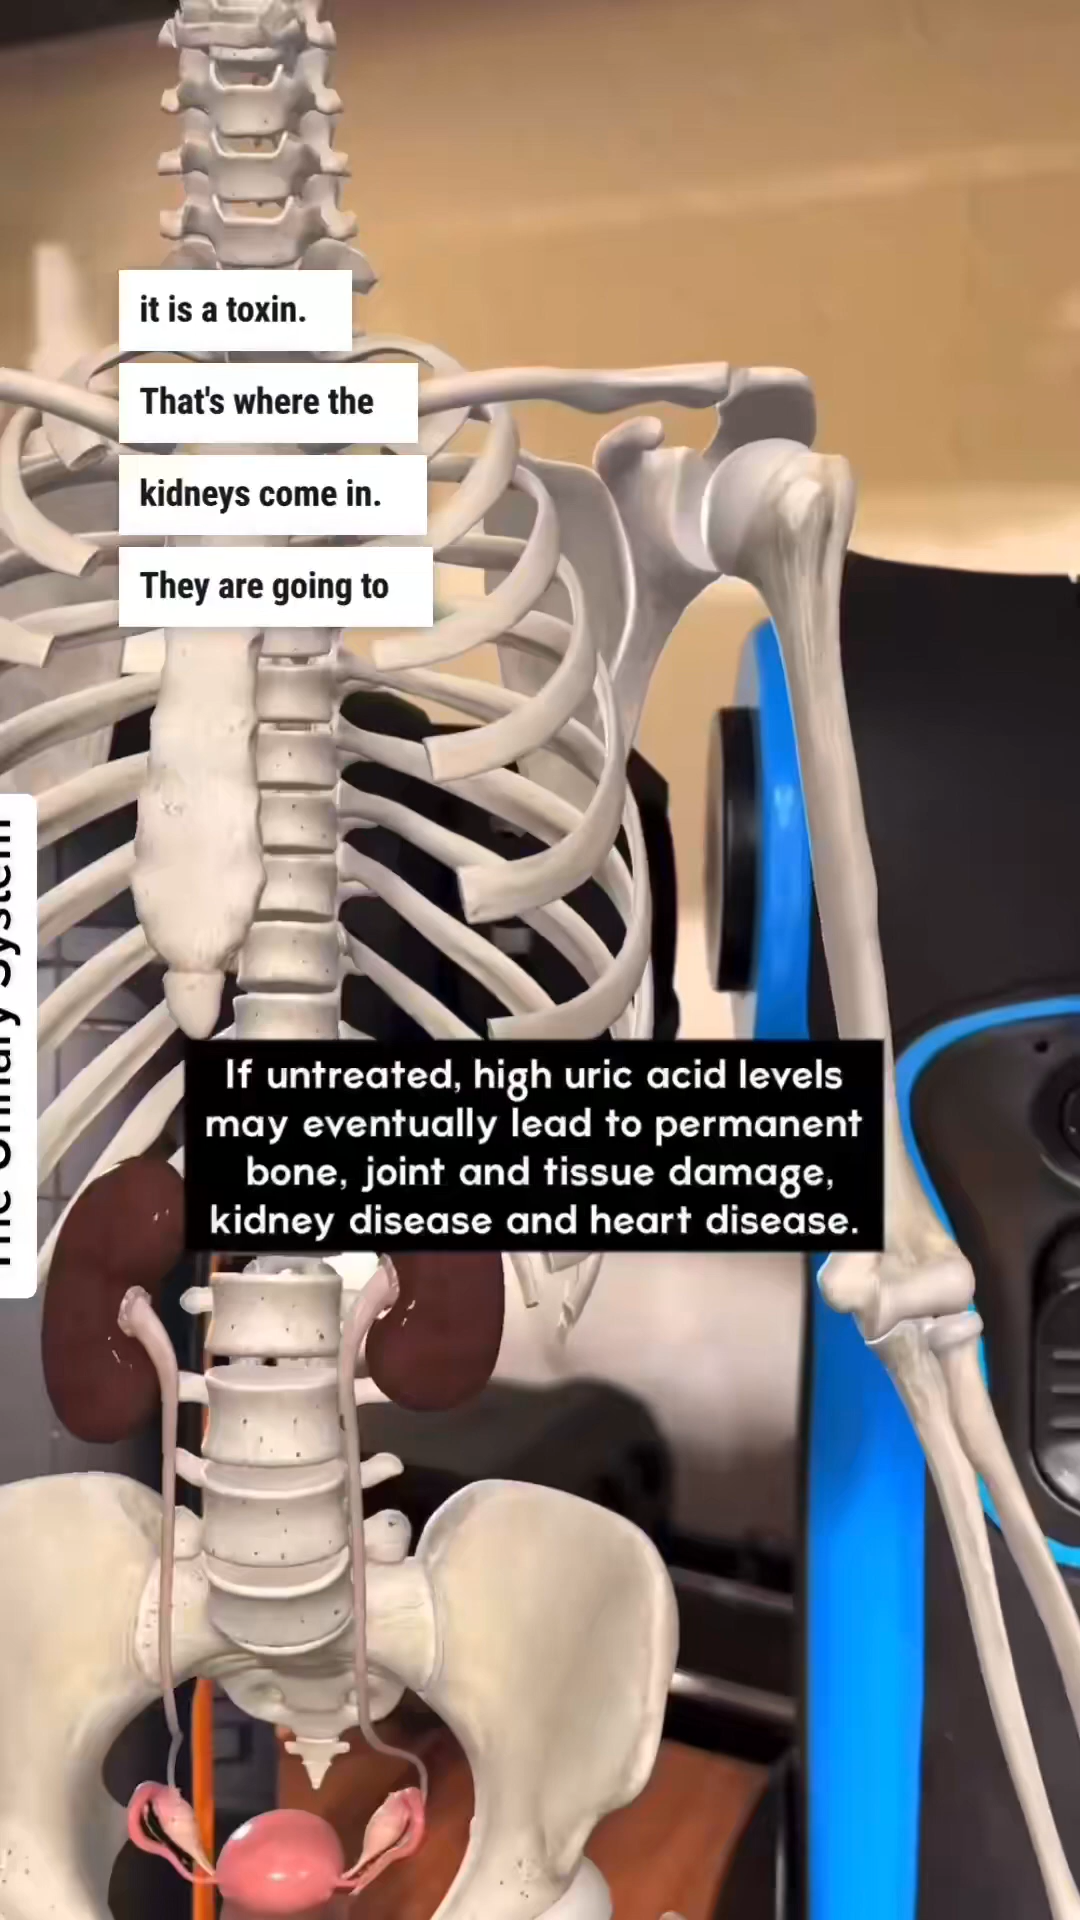 it is a toxin.
That's where the
kidneys come in.
They are going to
If untreated, high uric acid levels
may eventually lead to permanent
bone, joint and tissue damage,
kidney disease and heart disease.
System